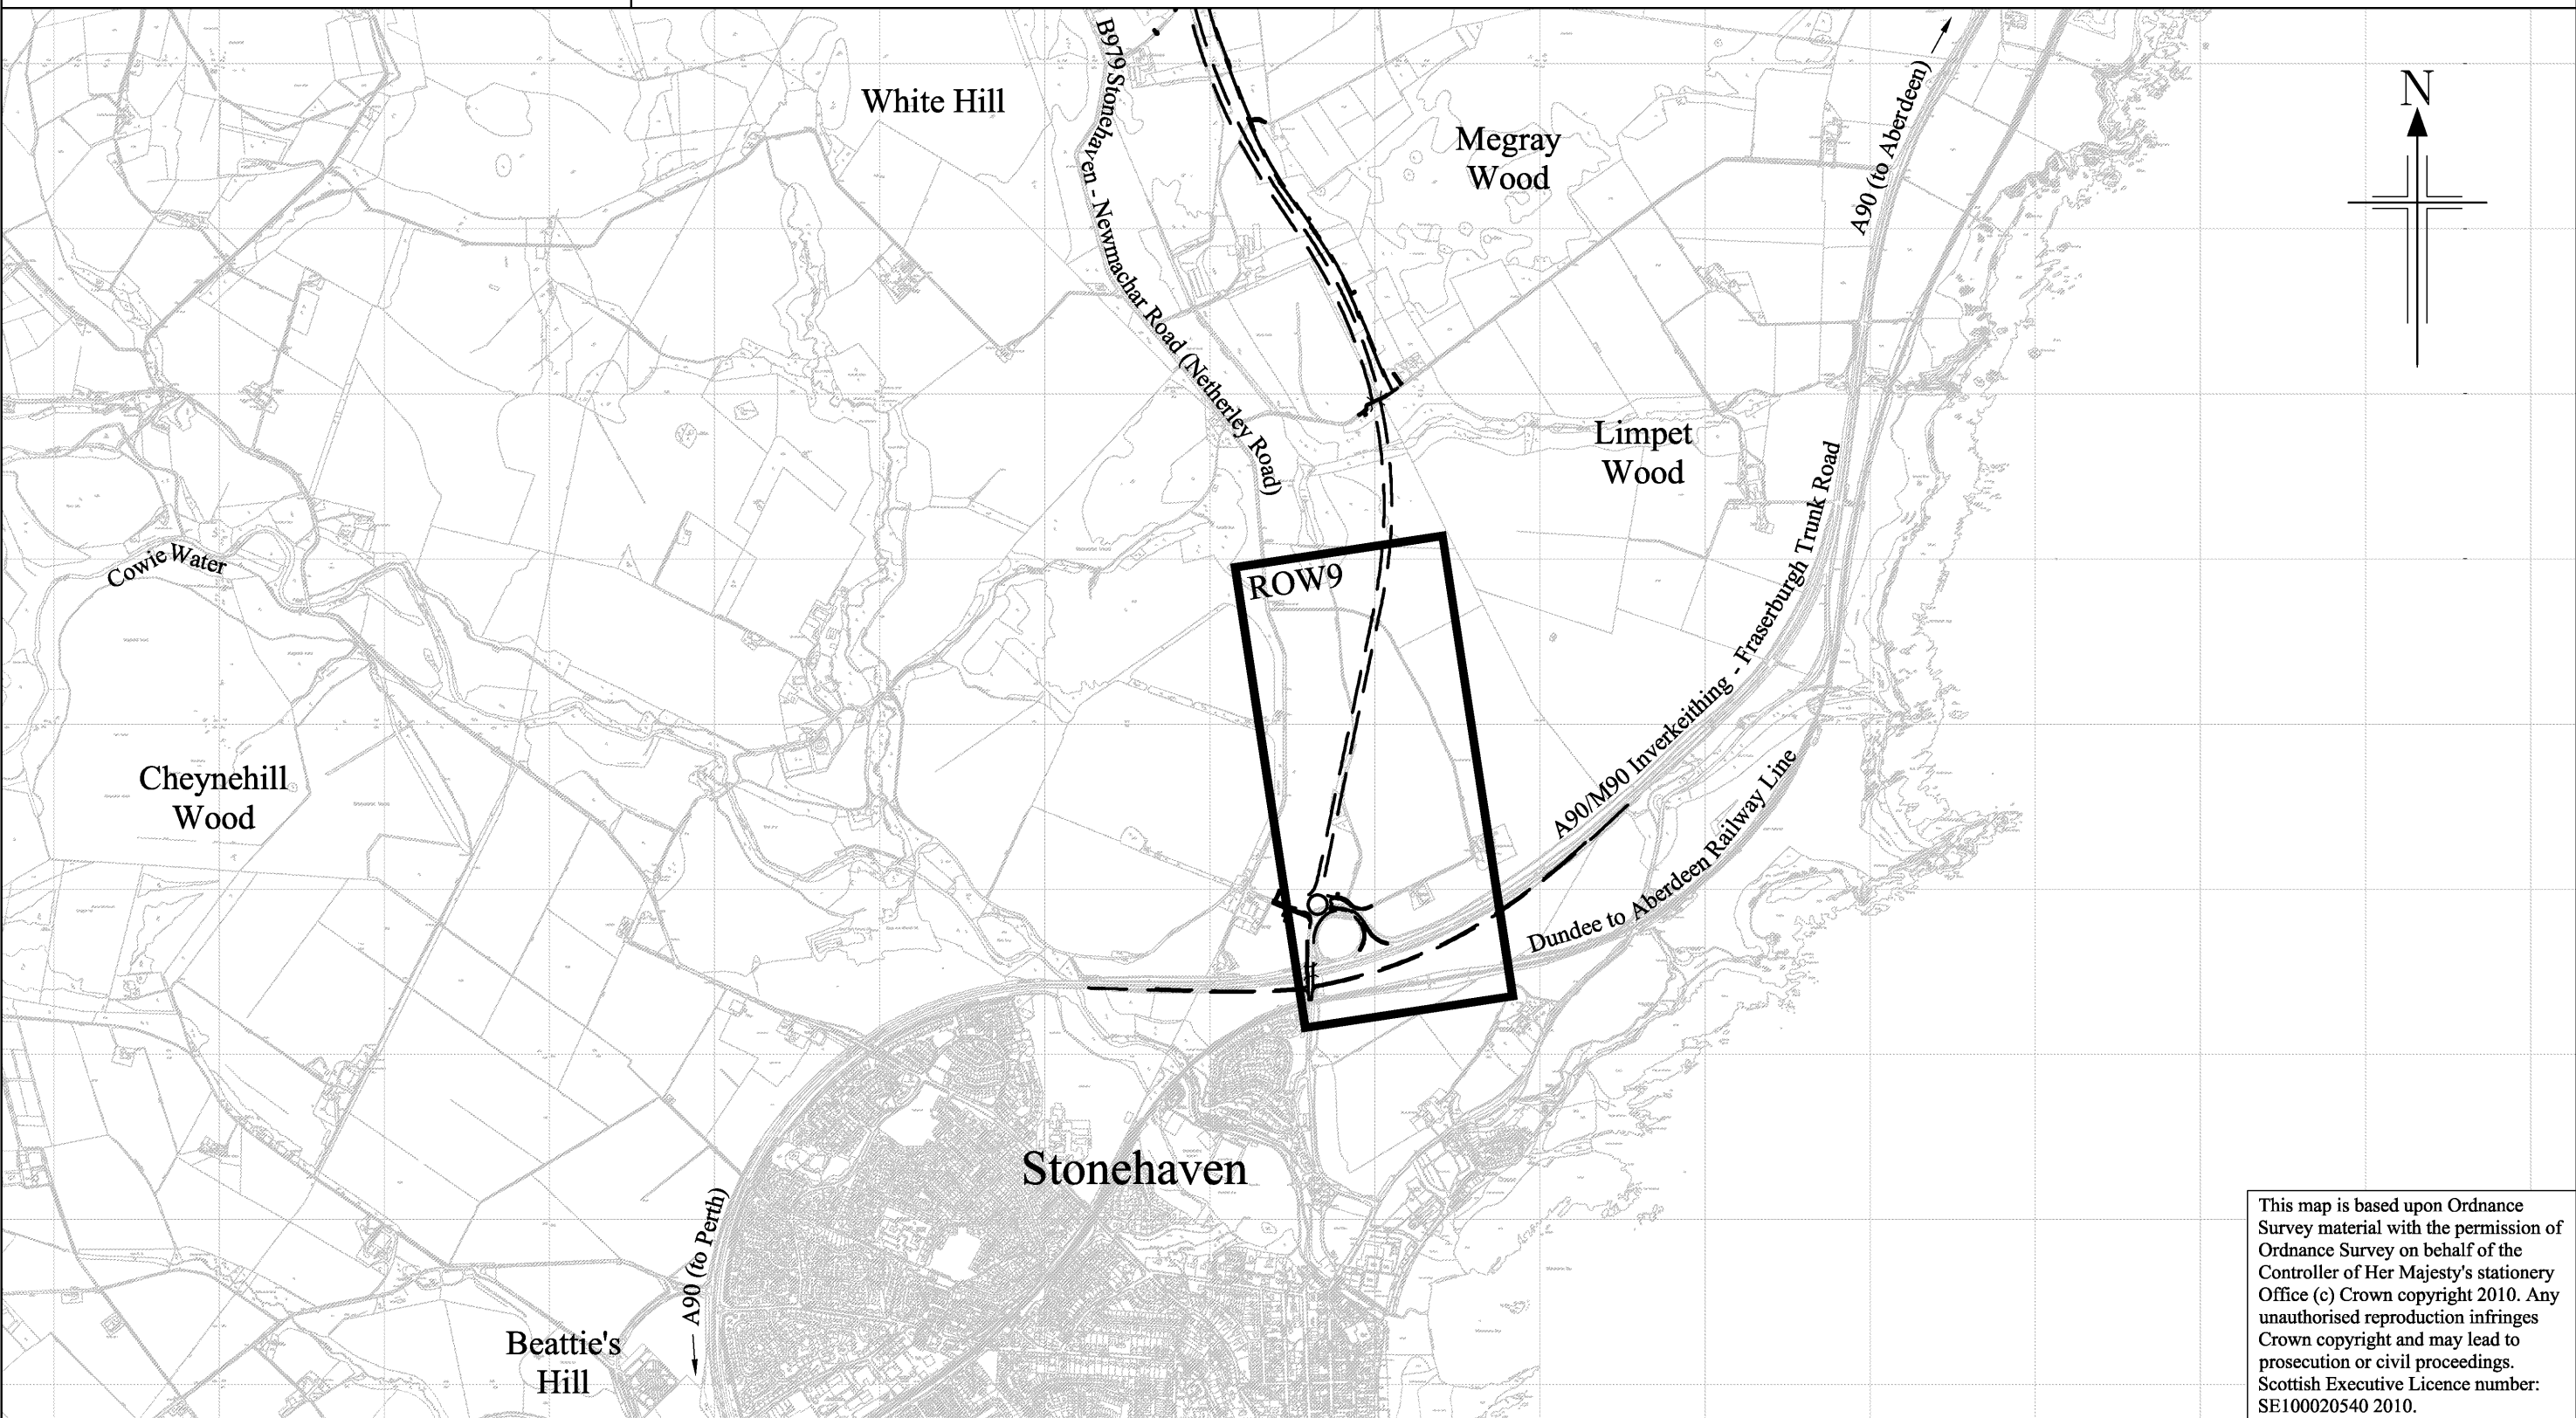 B979 Stonehaven - Newmachar Road (Netherley Road)
White Hill
Megray
Wood
A90 (to Aberdeen)
N
Limpet
Wood
A90/M90 Inverkeithing - Fraserburgh Trunk Road
Cowie Water
ROW9
Cheynehill
Wood
Dundee to Aberdeen Railway Line
Stonehaven
A90 (to Perth)
Beattie's
Hill
This map is based upon Ordnance
Survey material with the permission of
Ordnance Survey on behalf of the
Controller of Her Majesty's stationery
Office (c) Crown copyright 2010. Any
unauthorised reproduction infringes
Crown copyright and may lead to
prosecution or civil proceedings.
Scottish Executive Licence number:
SE100020540 2010.